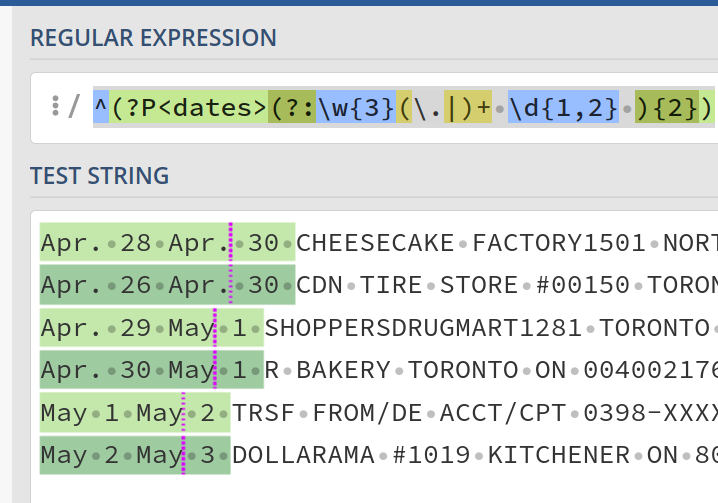 REGULAR EXPRESSION
/ ^(?P<dates>(?:\w{3}(\.|)+ \d{1,2} ){2})
TEST STRING
Apr. 28 Apr. 30 CHEESECAKE FACTORY1501 NORT
Apr. 26 Apr. 30 CDN TIRE STORE #00150 TORON
Apr. 29 May 1 SHOPPERSDRUGMART1281 TORONTO
Apr. 30 May 1 R BAKERY TORONTO ON 004002176
May 1 May 2 TRSF FROM/DE ACCT/CPT 0398-XXXX
May 2 May 3 DOLLARAMA #1019 KITCHENER ON 80